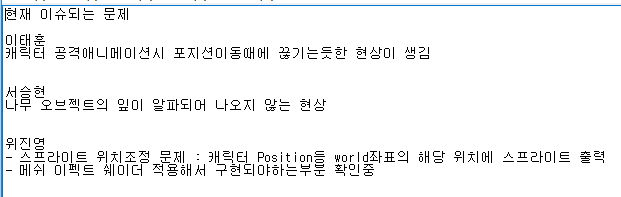 현재 이슈되는 문제
이태훈
캐릭터 공격애니메이션시 포지션이동때에 끊기는듯한 현상이 생김
서승현
나무 오브젝트의 잎이 알파되어 나오지 않는 현상
위진영
- 스프라이트 위치조정 문제 : 캐릭터 Position등 world좌표의 해당 위치에 스프라이트 출력
- 메쉬 이펙트 쉐이더 적용해서 구현되야하는부분 확인중